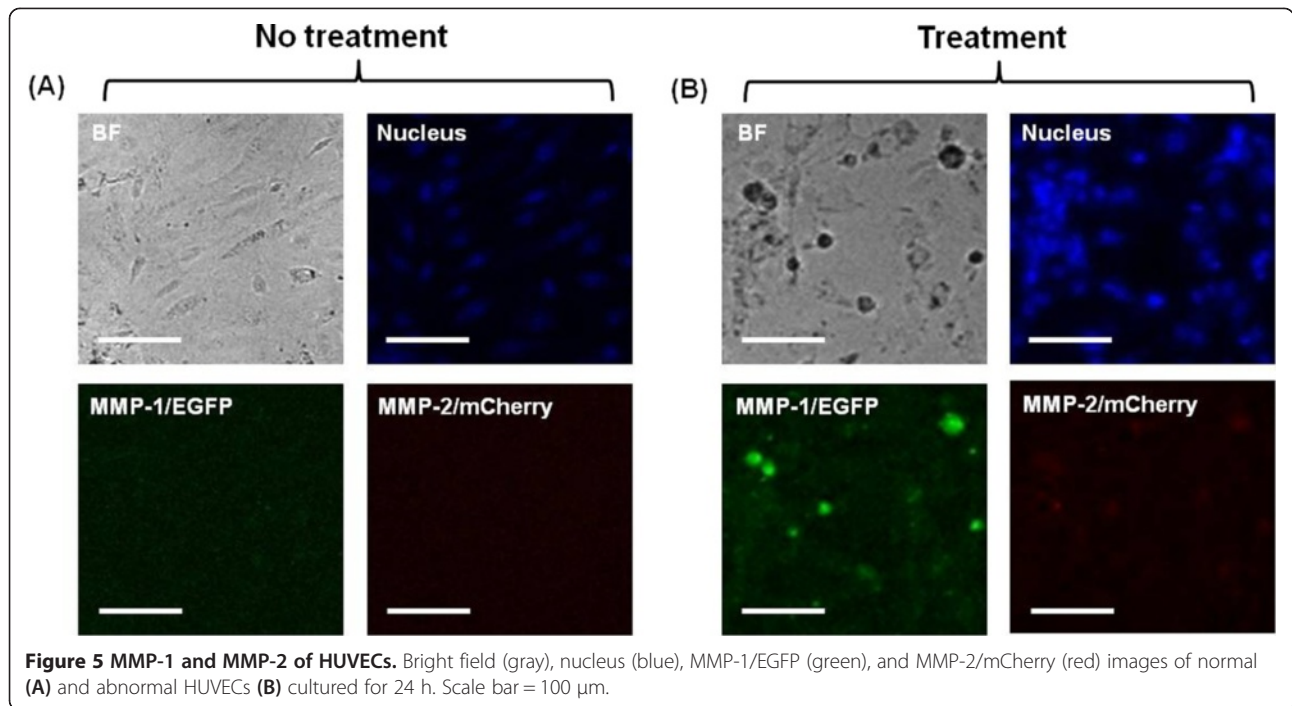 No treatment
Treatment
(A)
BF
Nucleus
MMP-1/EGFP
MMP-2/mCherry
(B)
BF
Nucleus
MMP-1/EGFP
MMP-2/mCherry
Figure 5 MMP-1 and MMP-2 of HUVECs. Bright field (gray), nucleus (blue), MMP-1/EGFP (green), and MMP-2/mCherry (red) images of normal
(A) and abnormal HUVECs (B) cultured for 24 h. Scale bar = 100 μm.